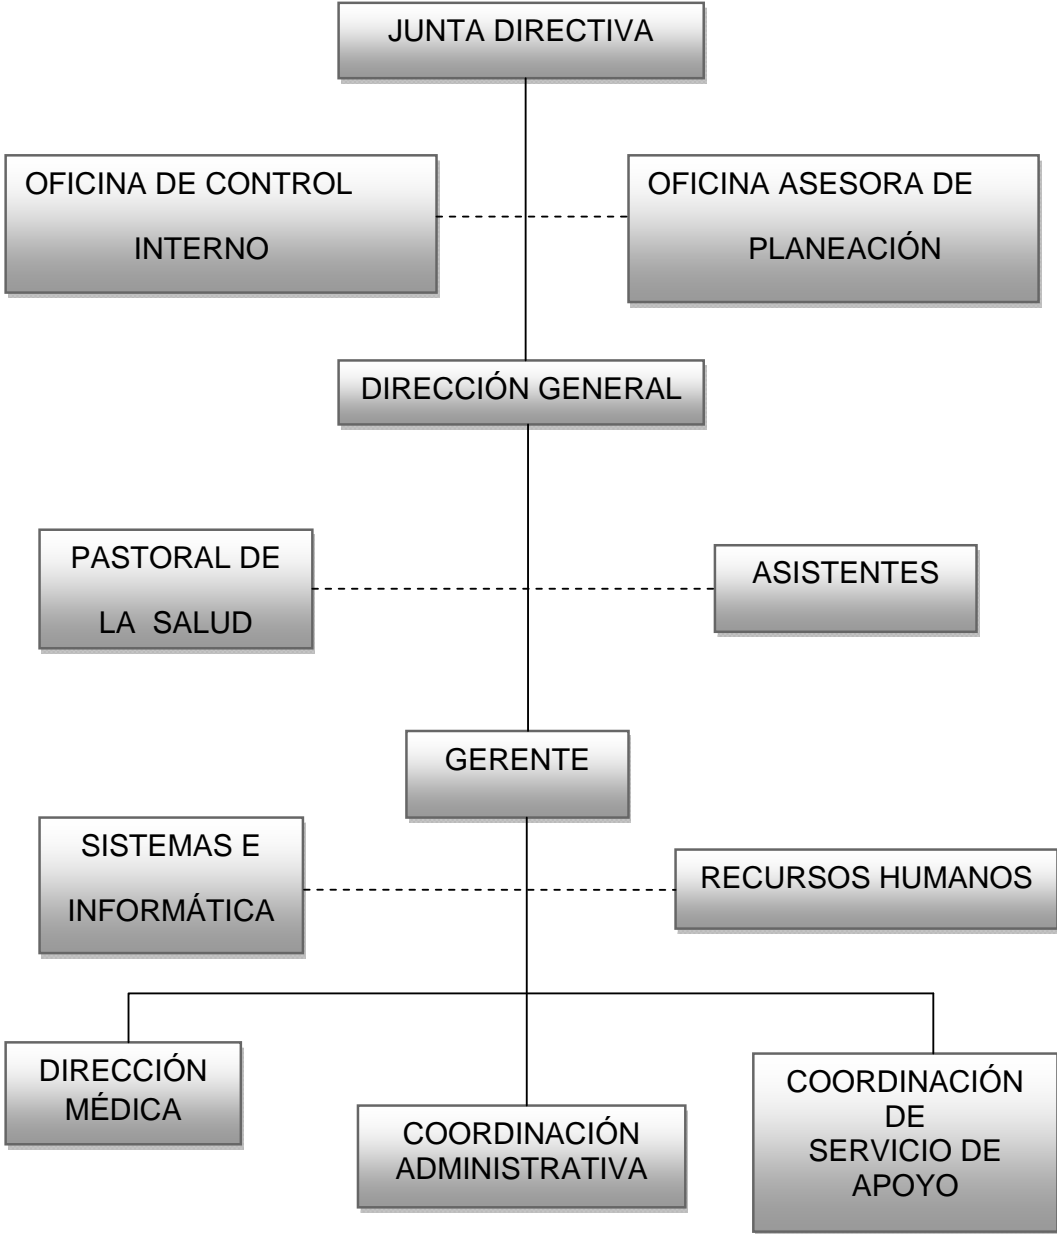 JUNTA DIRECTIVA
OFICINA DE CONTROL
INTERNO
OFICINA ASESORA DE
PLANEACIÓN
DIRECCIÓN GENERAL
PASTORAL DE
LA SALUD
ASISTENTES
GERENTE
SISTEMAS E
INFORMÁTICA
RECURSOS HUMANOS
DIRECCIÓN
MÉDICA
COORDINACIÓN
ADMINISTRATIVA
COORDINACIÓN
DE
SERVICIO DE
APOYO